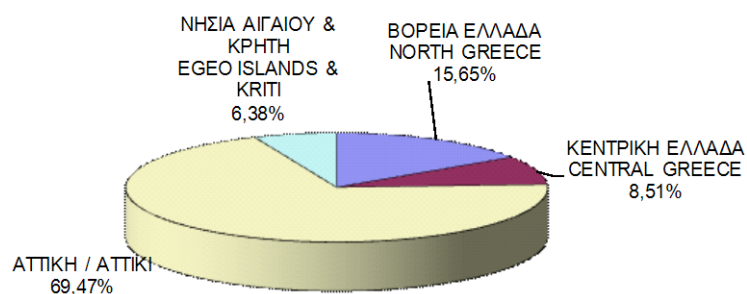 ΝΗΣΙΑ ΑΙΓΑΙΟΥ &
ΚΡΗΤΗ
EGEO ISLANDS &
KRITI
6,38%
ΒΟΡΕΙΑ ΕΛΛΑΔΑ
NORTH GREECE
15,65%
ΚΕΝΤΡΙΚΗ ΕΛΛΑΔΑ
CENTRAL GREECE
8,51%
ΑΤΤΙΚΗ / ATTIKI
69.47%